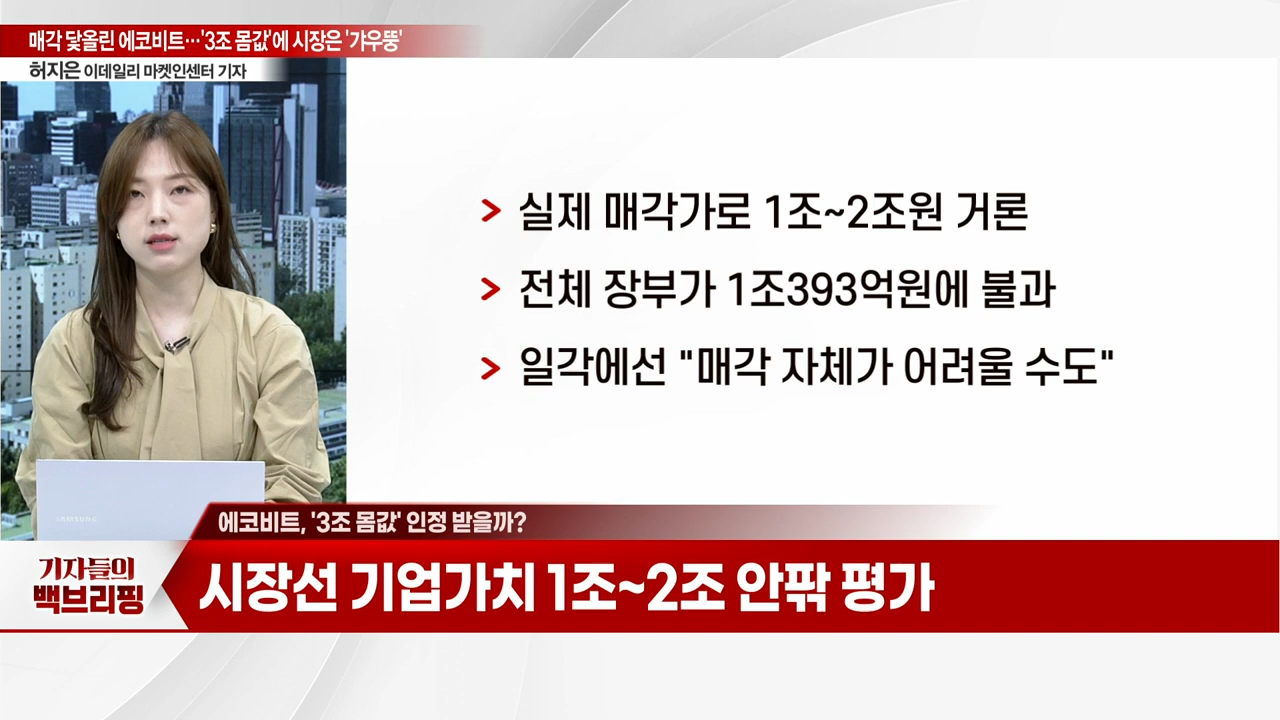 매각 닻올린 에코비트…'3조 몸값'에 시장은 '갸우뚱'
허지은 이데일리 마켓인센터 기자
> 실제 매각가로 1조~2조원 거론
> 전체 장부가 1조393억원에 불과
> 일각에선 "매각 자체가 어려울 수도"
SAMSUNG
에코비트, '3조 몸값' 인정 받을까?
기자들의
백브리핑
시장선 기업가치 1조~2조 안팎 평가